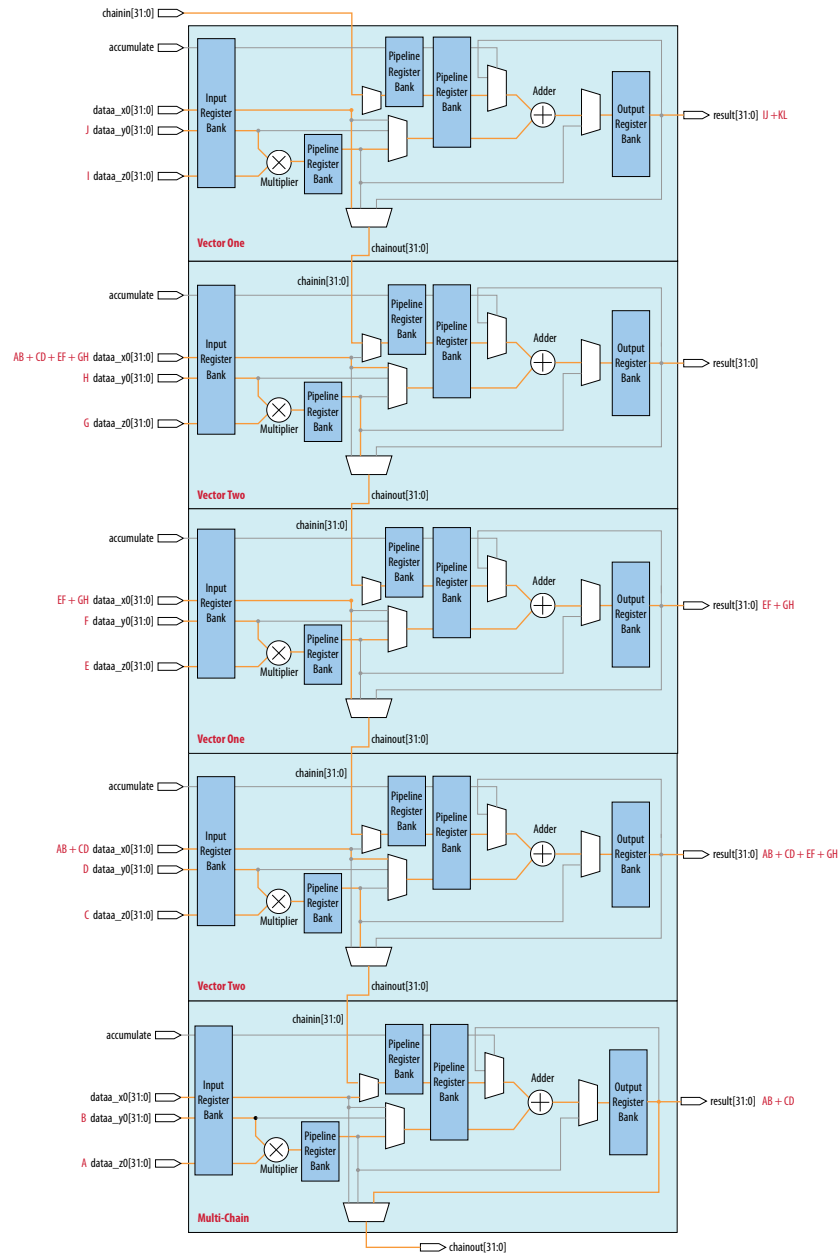 chainin[31:0]
accumulate
dataa_x0[31:0]
J dataa_y0[31:0]
I dataa_z0[31:0]
Input
Register
Bank
Multiplier
Pipeline
Register
Bank
Pipeline
Register
Bank
Pipeline
Register
Bank
Adder
Output
Register
Bank
result[31:0] IJ + KL
Vector One
chainout[31:0]
chainin[31:0]
accumulate
AB + CD + EF + GH dataa_x0[31:0]
H dataa_y0[31:0]
G dataa_z0[31:0]
Input
Register
Bank
Multiplier
Pipeline
Register
Bank
Pipeline
Register
Bank
Pipeline
Register
Bank
Adder
Output
Register
Bank
result[31:0]
Vector Two
chainout[31:0]
chainin[31:0]
accumulate
EF + GH dataa_x0[31:0]
F dataa_y0[31:0]
E dataa_z0[31:0]
Input
Register
Bank
Multiplier
Pipeline
Register
Bank
Pipeline
Register
Bank
Pipeline
Register
Bank
Adder
Output
Register
Bank
result[31:0] EF + GH
Vector One
chainout[31:0]
chainin[31:0]
accumulate
AB + CD dataa_x0[31:0]
D dataa_y0[31:0]
C dataa_z0[31:0]
Input
Register
Bank
Multiplier
Pipeline
Register
Bank
Pipeline
Register
Bank
Pipeline
Register
Bank
Adder
Output
Register
Bank
result[31:0] AB + CD + EF + GH
Vector Two
chainout[31:0]
chainin[31:0]
accumulate
dataa_x0[31:0]
B dataa_y0[31:0]
A dataa_z0[31:0]
Input
Register
Bank
Multiplier
Pipeline
Register
Bank
Pipeline
Register
Bank
Pipeline
Register
Bank
Adder
Output
Register
Bank
result[31:0] AB + CD
Multi-Chain
chainout[31:0]